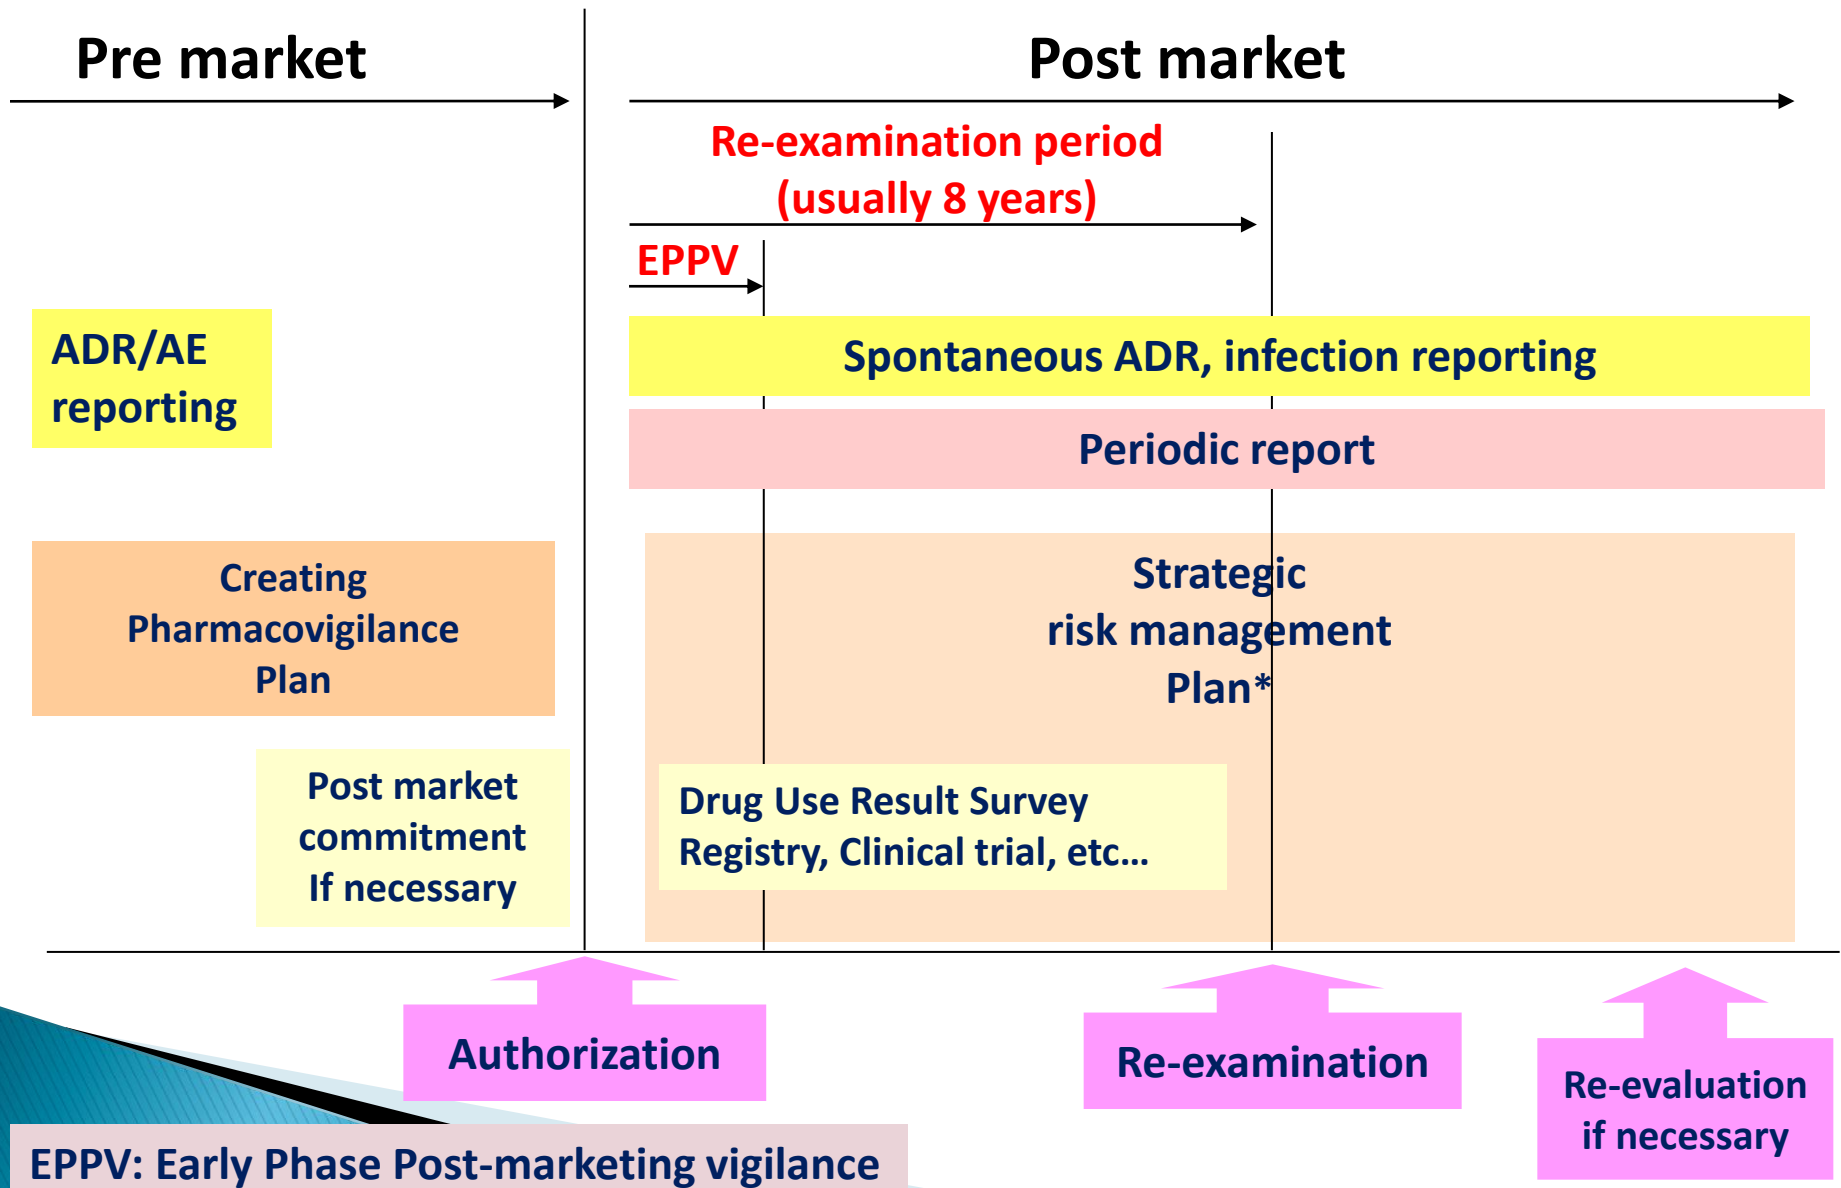 Pre market
Post market
Re-examination period
(usually 8 years)
EPPV
ADR/AE
reporting
Spontaneous ADR, infection reporting
Periodic report
Creating
Pharmacovigilance
Plan
Strategic
risk management
Plan*
Post market
commitment
If necessary
Drug Use Result Survey
Registry, Clinical trial, etc...
Authorization
Re-examination
Re-evaluation
if necessary
EPPV: Early Phase Post-marketing vigilance